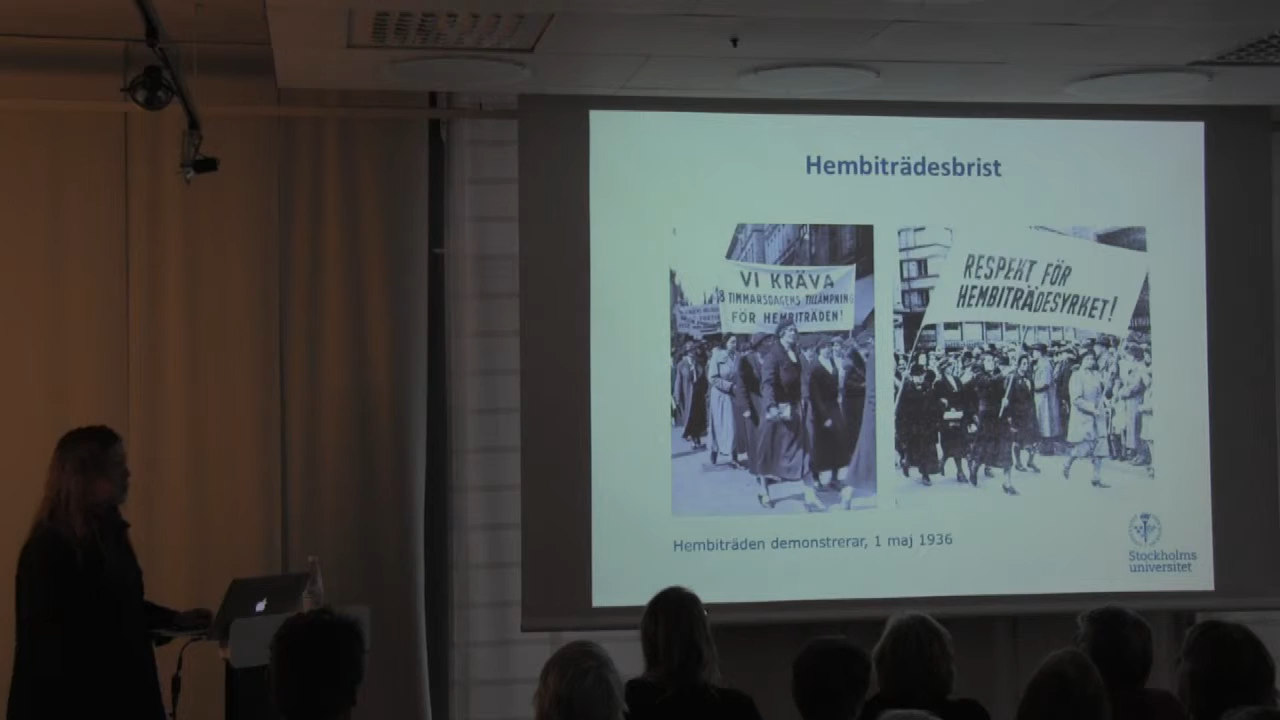 Hembiträdesbrist
VI KRÄVA
8 TIMMARSDAGENS TILLÄMPNING
FÖR HEMBITRÄDEN!
RESPEKT FÖR
HEMBITRÄDESYRKET!
Hembiträden demonstrerar, 1 maj 1936
Stockholms
universitet